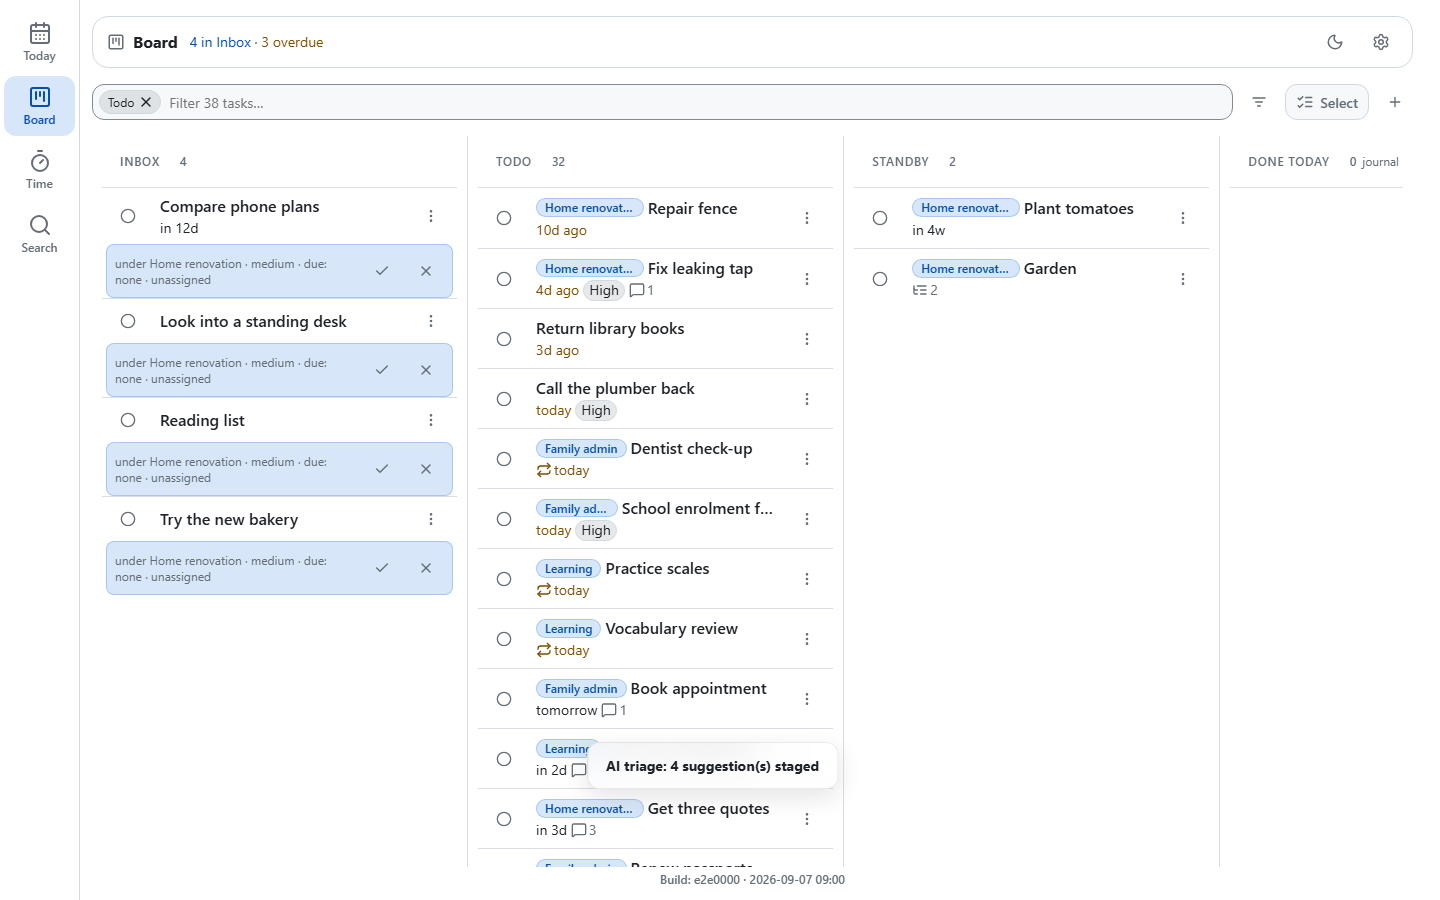 Today
Board
Time
Search
Board 4 in Inbox · 3 overdue
Todo Filter 38 tasks...
Select
INBOX 4
Compare phone plans
in 12d
under Home renovation · medium · due:
none · unassigned
Look into a standing desk
under Home renovation · medium · due:
none · unassigned
Reading list
under Home renovation · medium · due:
none · unassigned
Try the new bakery
under Home renovation · medium · due:
none · unassigned
TODO 32
Home renovat... Repair fence
10d ago
Home renovat... Fix leaking tap
4d ago High 1
Return library books
3d ago
Call the plumber back
today High
Family admin Dentist check-up
today
Family ad... School enrolment f...
today High
Learning Practice scales
today
Learning Vocabulary review
today
Family admin Book appointment
tomorrow 1
Learning
in 2d
AI triage: 4 suggestion(s) staged
Home renovat... Get three quotes
in 3d 3
STANDBY 2
Home renovat... Plant tomatoes
in 4w
Home renovat... Garden
2
DONE TODAY 0 journal
Build: e2e0000 · 2026-09-07 09:00